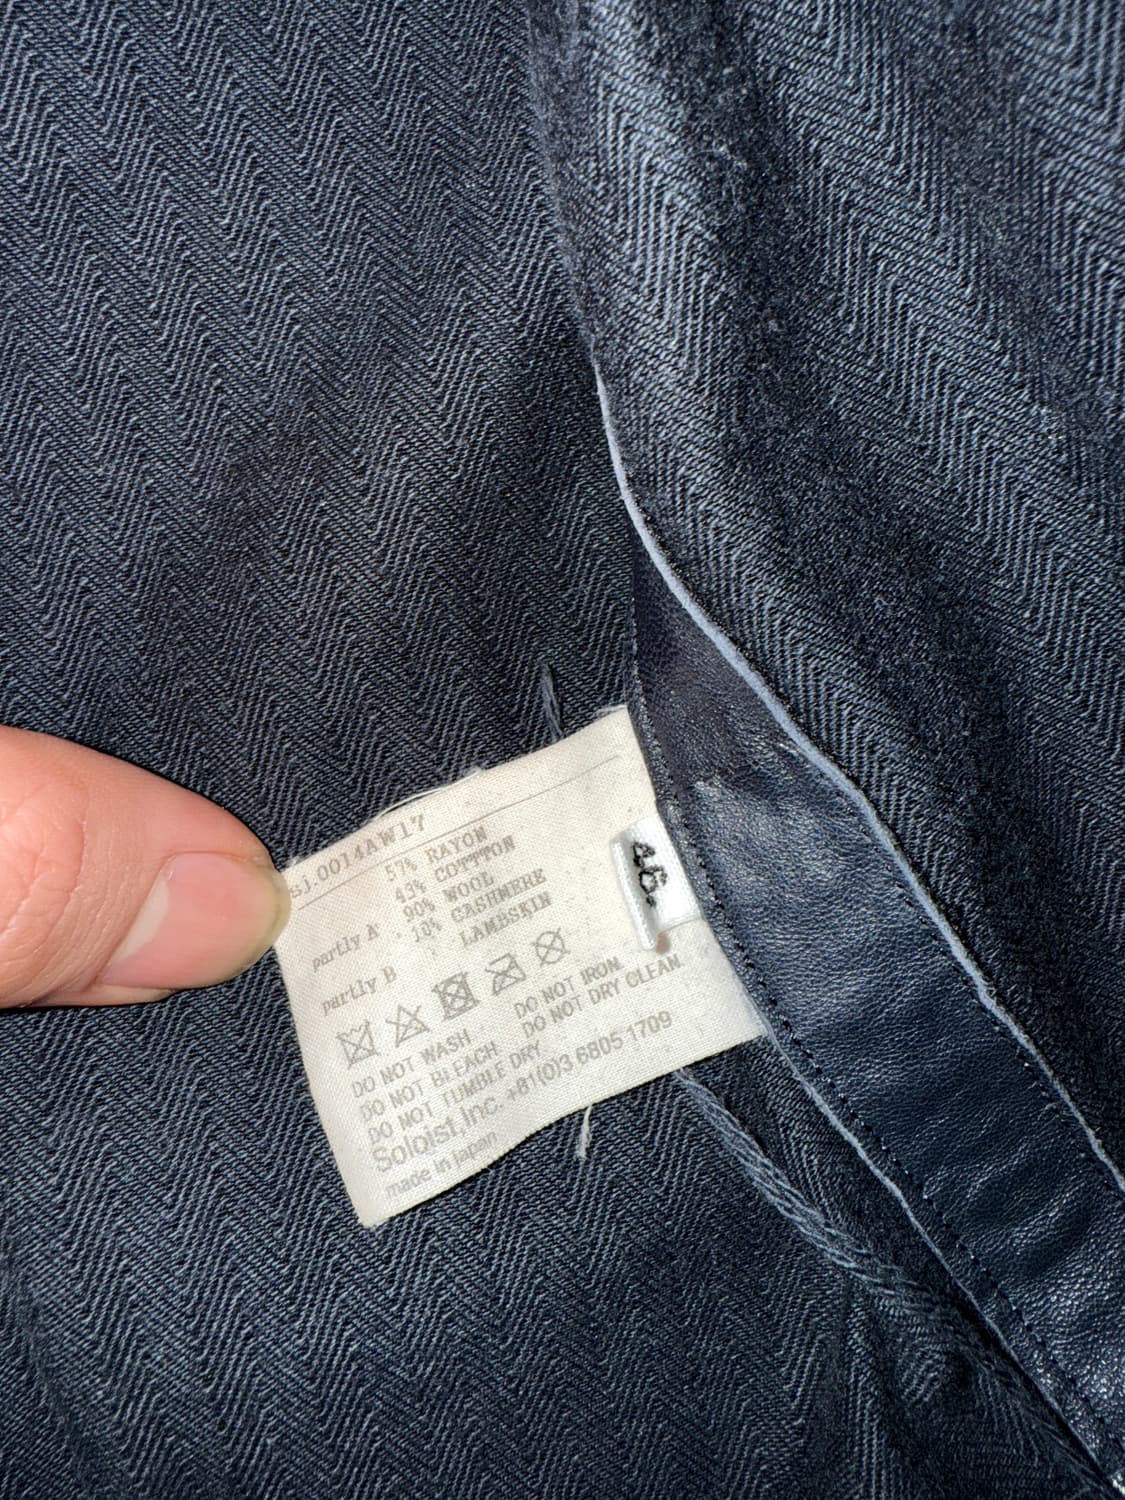 sj.0014AW17
57% RAYON
43% COTTTON
partly A 90% WOOL
10% CASHMERE
partly B LAMBSKIN
DO NOT WASH DO NOT IRON
DO NOT BLEACH DO NOT DRY CLEAN
DO NOT TUMBLE DRY
Soloist,Inc. +81(0)3 6805 1709
made in japan
46.